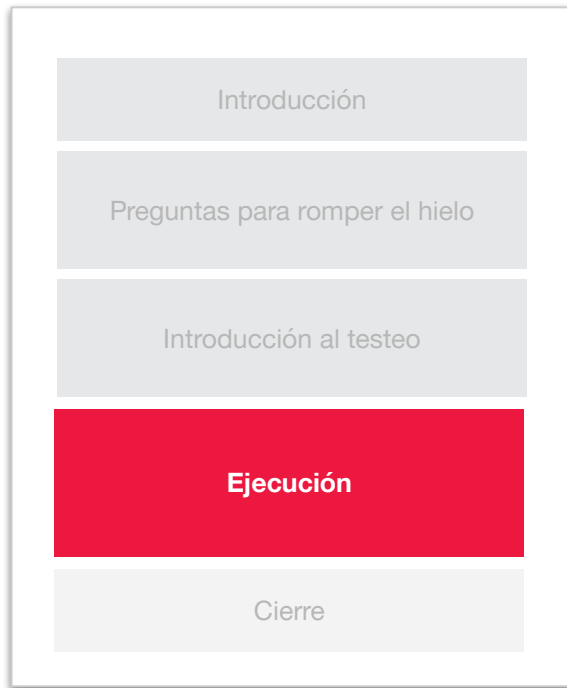 Introducción
Preguntas para romper el hielo
Introducción al testeo
Ejecución
Cierre